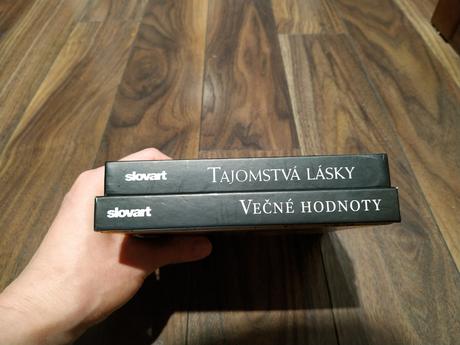 slovart TAJOMSTVÁ LÁSKY
slovart VEČNÉ HODNOTY